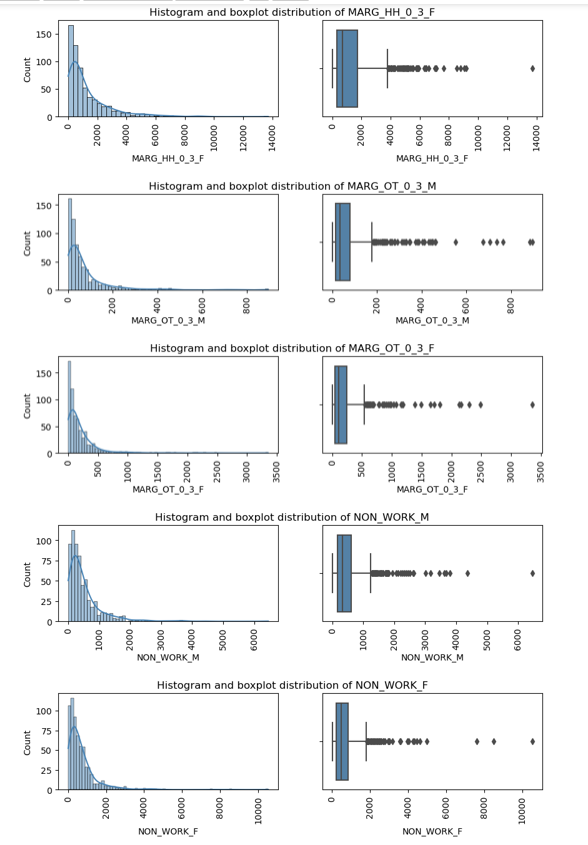 Histogram and boxplot distribution of MARG_HH_0_3_F
Count
150
100
50
0
0 2000 4000 6000 8000 10000 12000 14000
MARG_HH_0_3_F
0 2000 4000 6000 8000 10000 12000 14000
MARG_HH_0_3_F
Histogram and boxplot distribution of MARG_OT_0_3_M
Count
150
100
50
0
0 200 400 600 800
MARG_OT_0_3_M
0 200 400 600 800
MARG_OT_0_3_M
Histogram and boxplot distribution of MARG_OT_0_3_F
Count
150
100
50
0
0 500 1000 1500 2000 2500 3000 3500
MARG_OT_0_3_F
0 500 1000 1500 2000 2500 3000 3500
MARG_OT_0_3_F
Histogram and boxplot distribution of NON_WORK_M
Count
100
75
50
25
0
0 1000 2000 3000 4000 5000 6000
NON_WORK_M
0 1000 2000 3000 4000 5000 6000
NON_WORK_M
Histogram and boxplot distribution of NON_WORK_F
Count
100
75
50
25
0
0 2000 4000 6000 8000 10000
NON_WORK_F
0 2000 4000 6000 8000 10000
NON_WORK_F